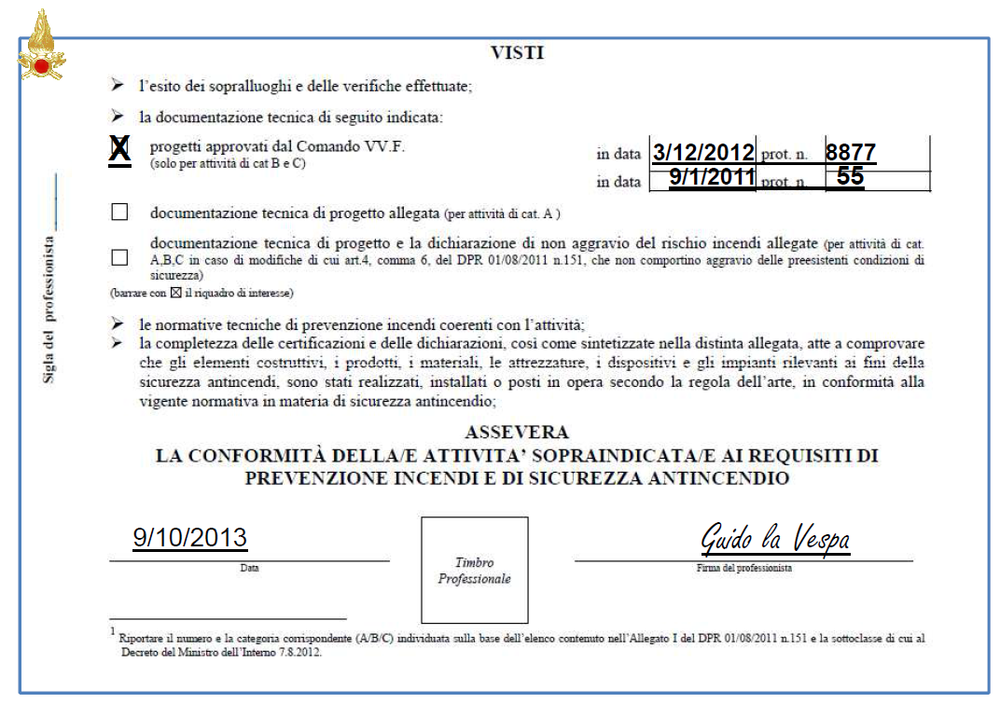 VISTI
➢ l'esito dei sopralluoghi e delle verifiche effettuate;
➢ la documentazione tecnica di seguito indicata:
X progetti approvati dal Comando VV.F. in data 3/12/2012 prot. n. 8877
(solo per attività di cat B e C)
in data 9/1/2011 prot. n. 55
☐ documentazione tecnica di progetto allegata (per attività di cat. A )
documentazione tecnica di progetto e la dichiarazione di non aggravio del rischio incendi allegate (per attività di cat.
☐ A,B,C in caso di modifiche di cui art.4, comma 6, del DPR 01/08/2011 n.151, che non comportino aggravio delle preesistenti condizioni di
sicurezza)
(barrare con ☒ il riquadro di interesse)
Sigla del professionista
➢ le normative tecniche di prevenzione incendi coerenti con l'attività;
➢ la completezza delle certificazioni e delle dichiarazioni, così come sintetizzate nella distinta allegata, atte a comprovare
che gli elementi costruttivi, i prodotti, i materiali, le attrezzature, i dispositivi e gli impianti rilevanti ai fini della
sicurezza antincendi, sono stati realizzati, installati o posti in opera secondo la regola dell'arte, in conformità alla
vigente normativa in materia di sicurezza antincendio;
ASSEVERA
LA CONFORMITÀ DELLA/E ATTIVITA' SOPRAINDICATA/E AI REQUISITI DI
PREVENZIONE INCENDI E DI SICUREZZA ANTINCENDIO
9/10/2013
Data
Timbro
Professionale
Guido la Vespa
Firma del professionista
1 Riportare il numero e la categoria corrispondente (A/B/C) individuata sulla base dell'elenco contenuto nell'Allegato I del DPR 01/08/2011 n.151 e la sottoclasse di cui al
Decreto del Ministro dell'Interno 7.8.2012.